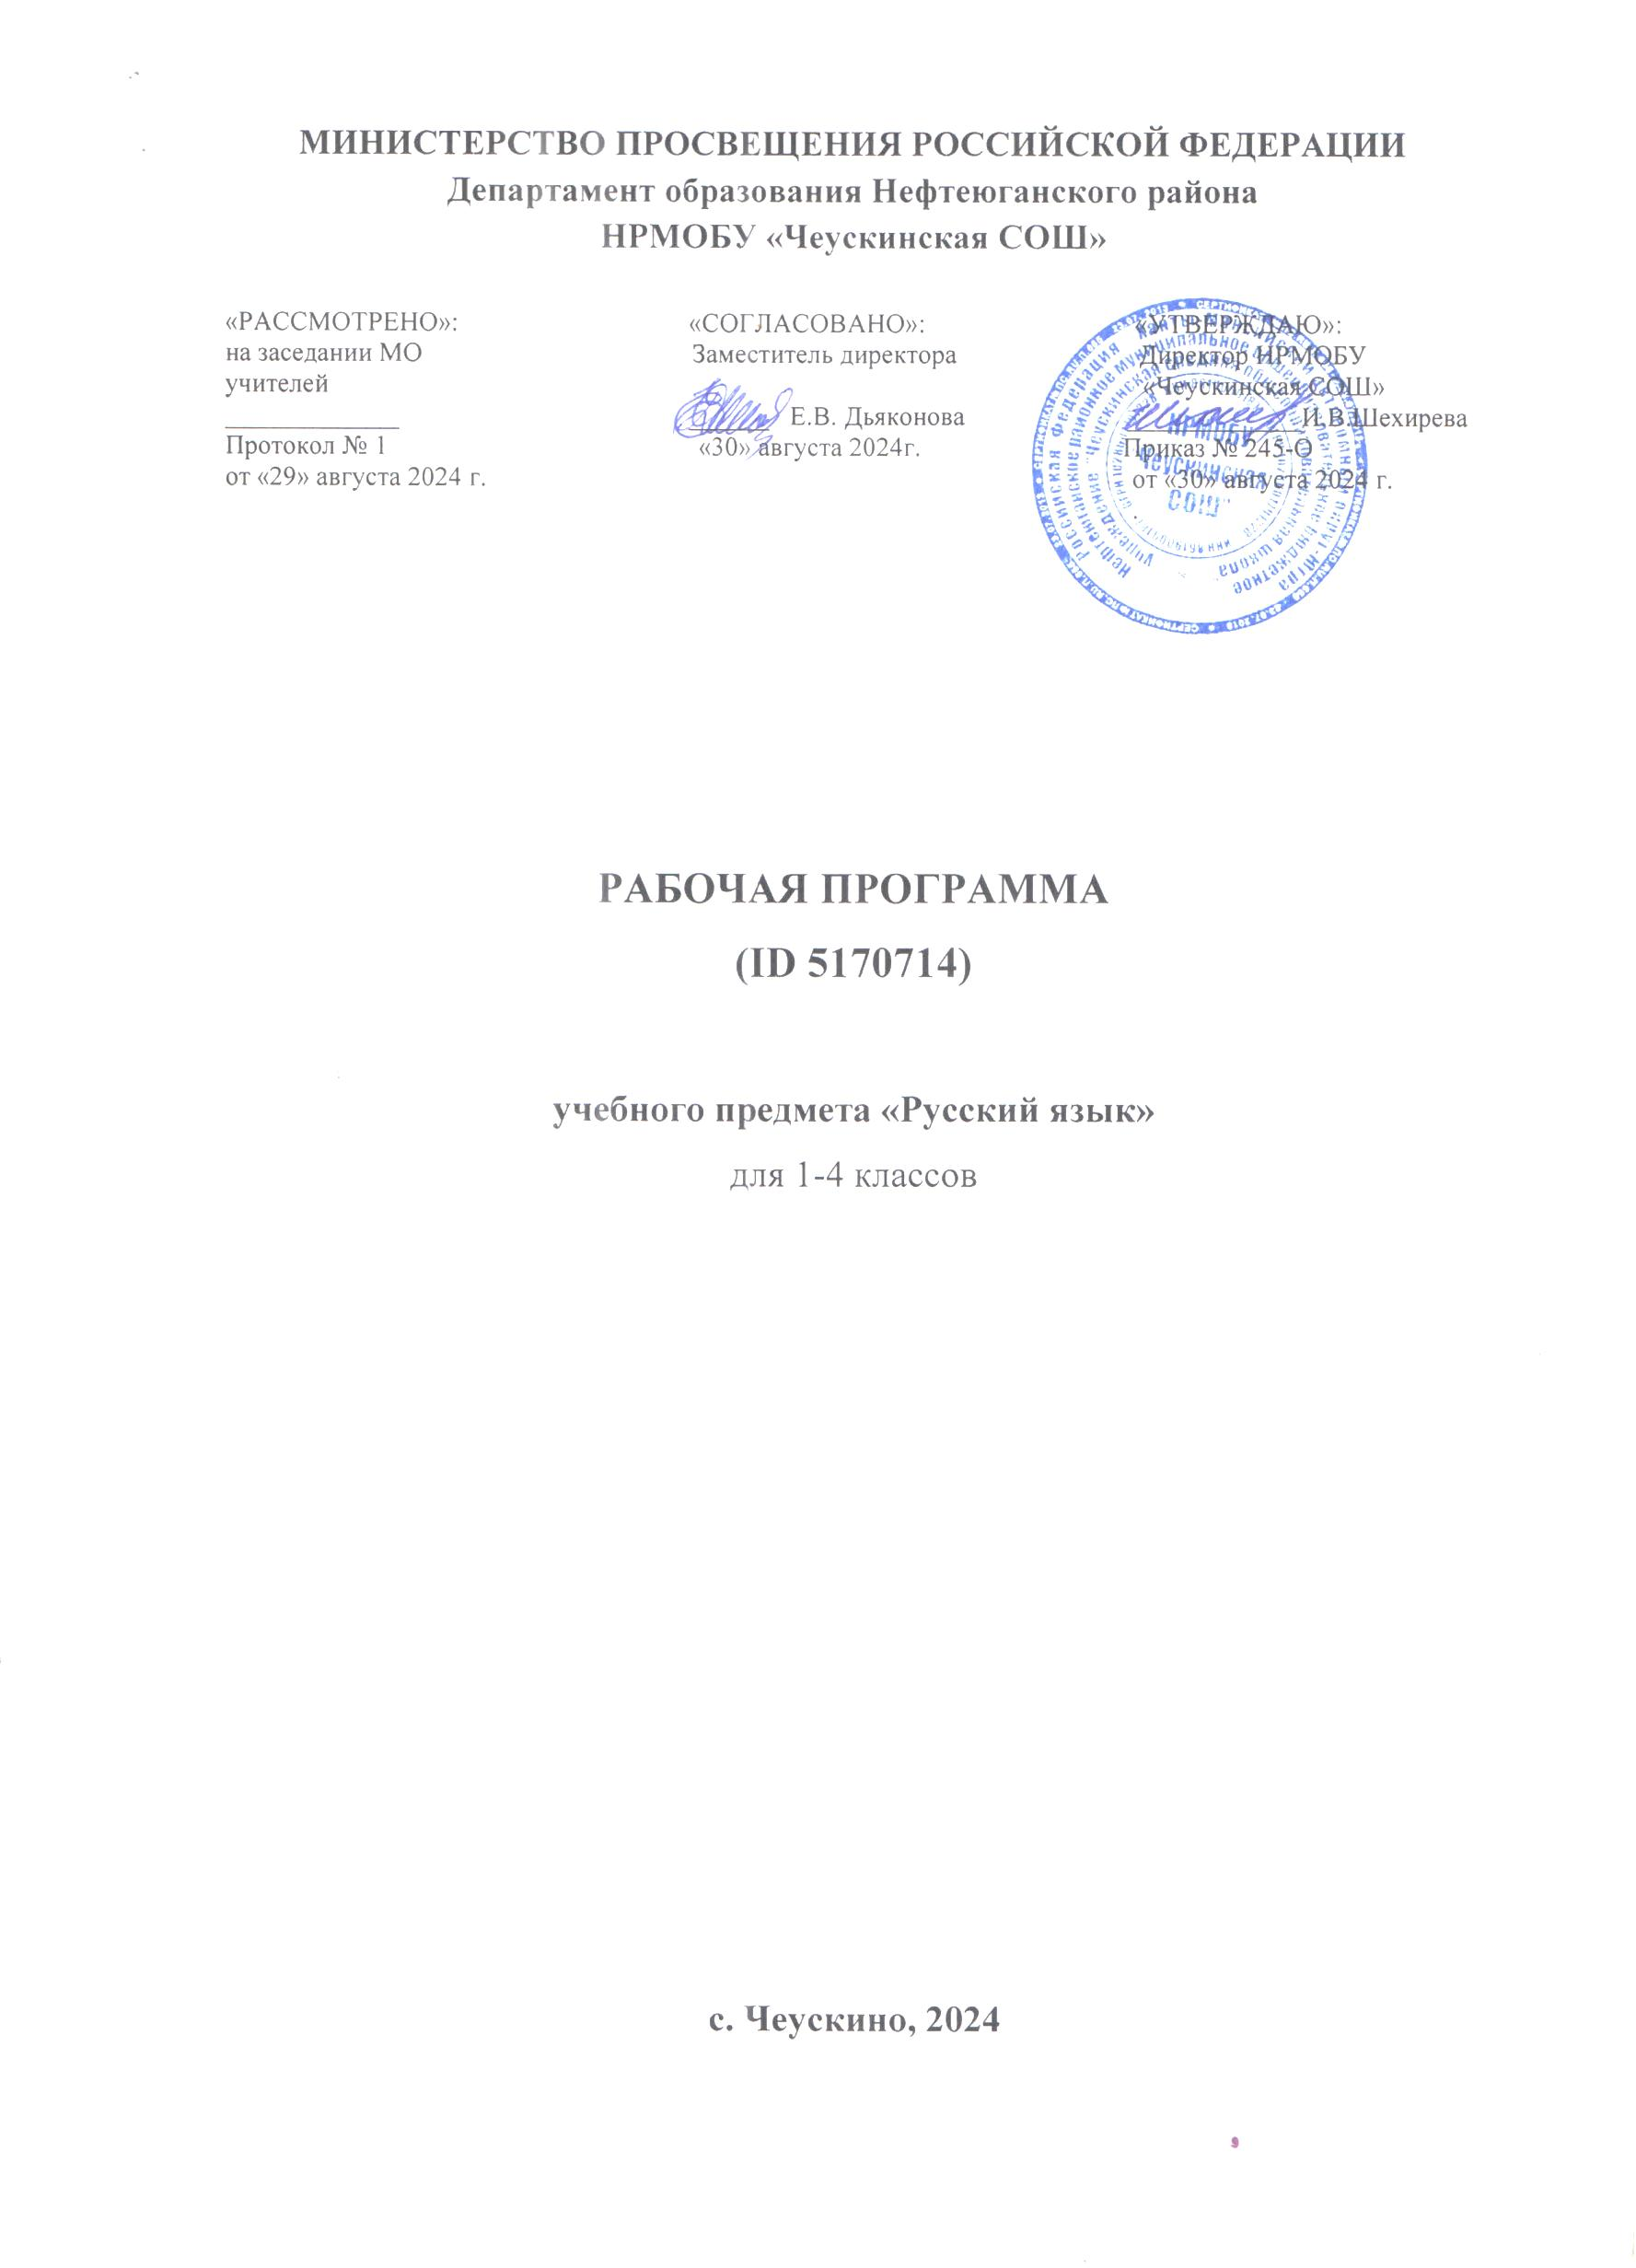 МИНИСТЕРСТВО ПРОСВЕЩЕНИЯ РОССИЙСКОЙ ФЕДЕРАЦИИ
Департамент образования Нефтеюганского района
НРМОБУ «Чеускинская СОШ»
«РАССМОТРЕНО»:
на заседании МО
учителей
Протокол № 1
от «29» августа 2024 г.
«СОГЛАСОВАНО»:
Заместитель директора
Е.В. Дьяконова
«30» августа 2024г.
«УТВЕРЖДАЮ»:
Директор НРМОБУ
«Чеускинская СОШ»
И.В.Шехирева
Приказ № 245-О
от «30» августа 2024 г.
НРМОБУ
"Чеускинская
СОШ"
РАБОЧАЯ ПРОГРАММА
(ID 5170714)
учебного предмета «Русский язык»
для 1-4 классов
с. Чеускино, 2024